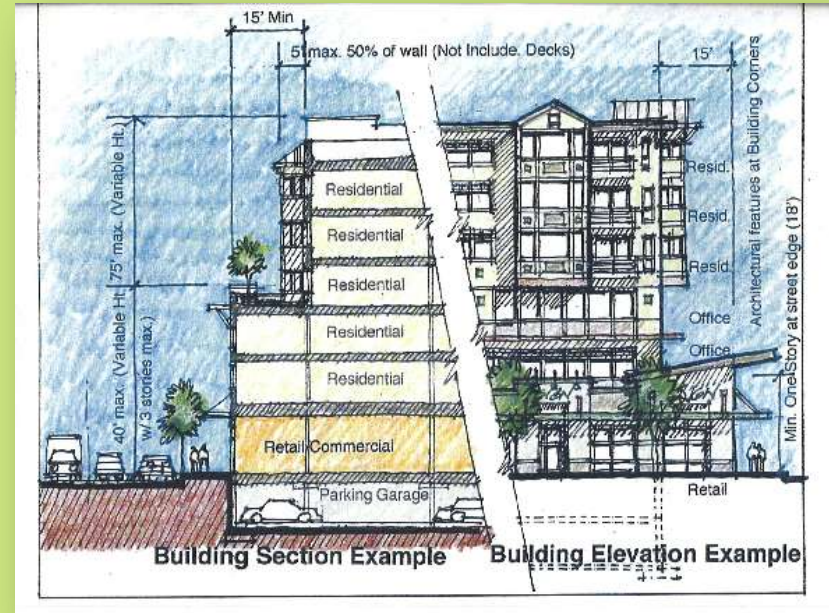 15' Min
5' max. 50% of wall (Not Include. Decks)
15'
Architectural features at Building Corners
Min. One Story at street edge (18')
75' max. (Variable Ht.)
40' max. (Variable Ht.
w/ 3 stories max.)
Residential
Residential
Residential
Residential
Residential
Retail Commercial
Parking Garage
Resid.
Resid.
Resid.
Office
Office
Retail
Building Section Example
Building Elevation Example